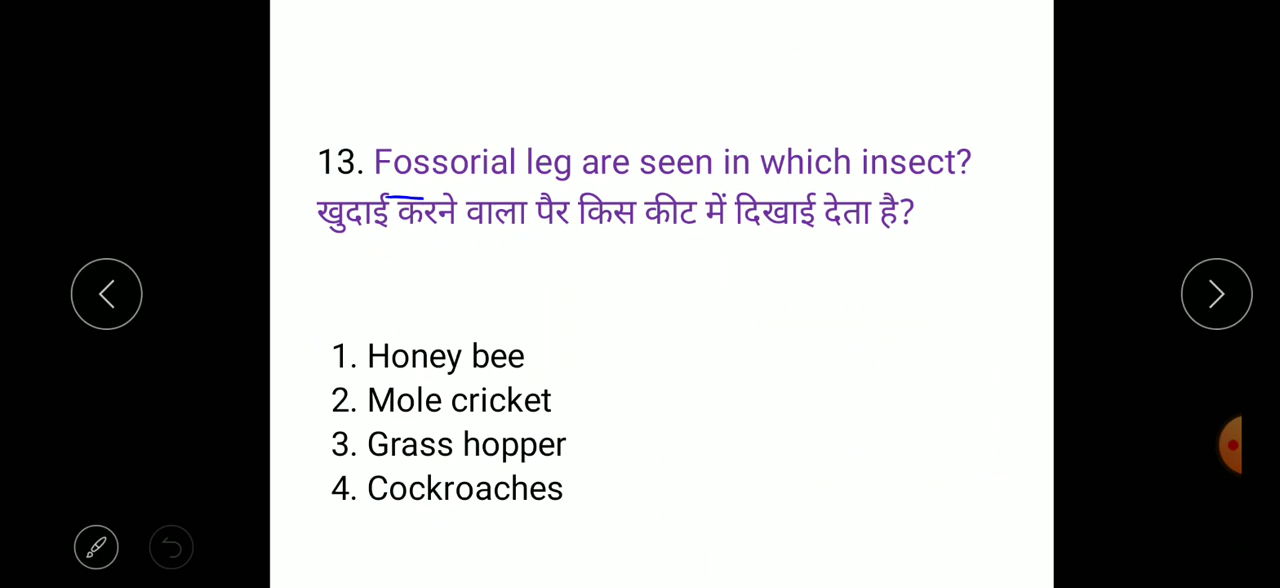 13. Fossorial leg are seen in which insect?
खुदाई करने वाला पैर किस कीट में दिखाई देता है?
1. Honey bee
2. Mole cricket
3. Grass hopper
4. Cockroaches